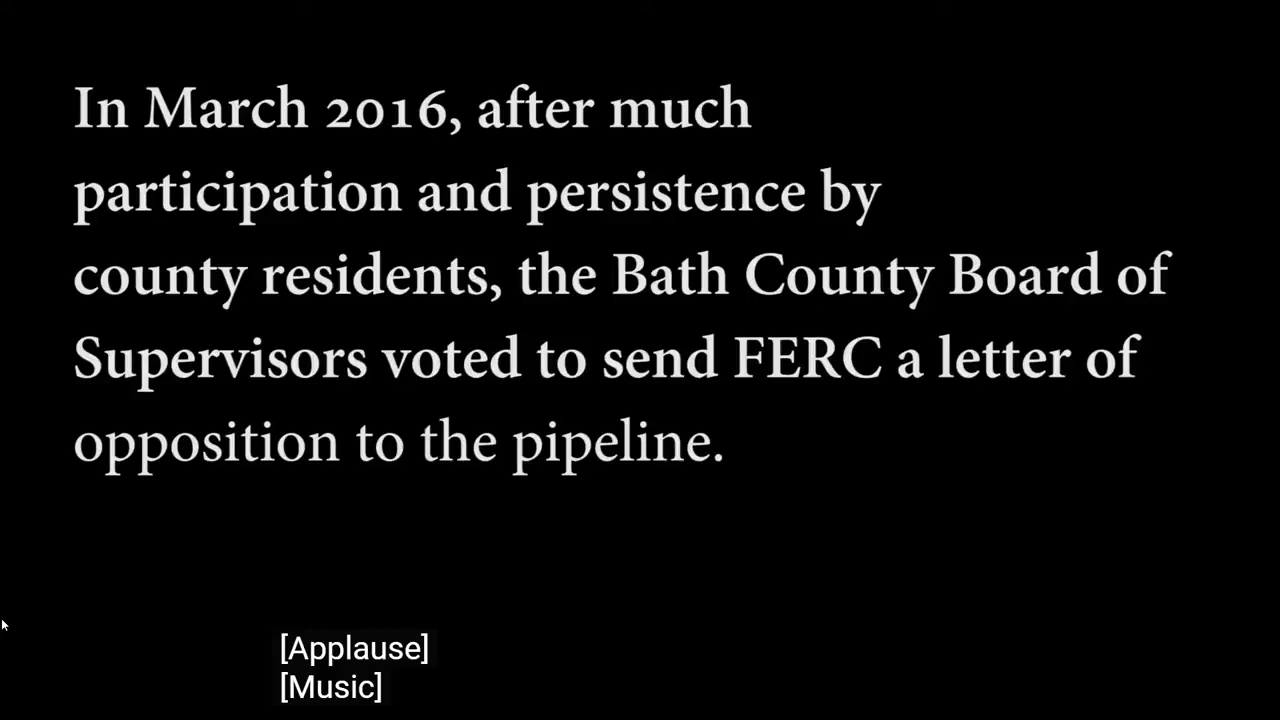 In March 2016, after much
participation and persistence by
county residents, the Bath County Board of
Supervisors voted to send FERC a letter of
opposition to the pipeline.
[Applause]
[Music]